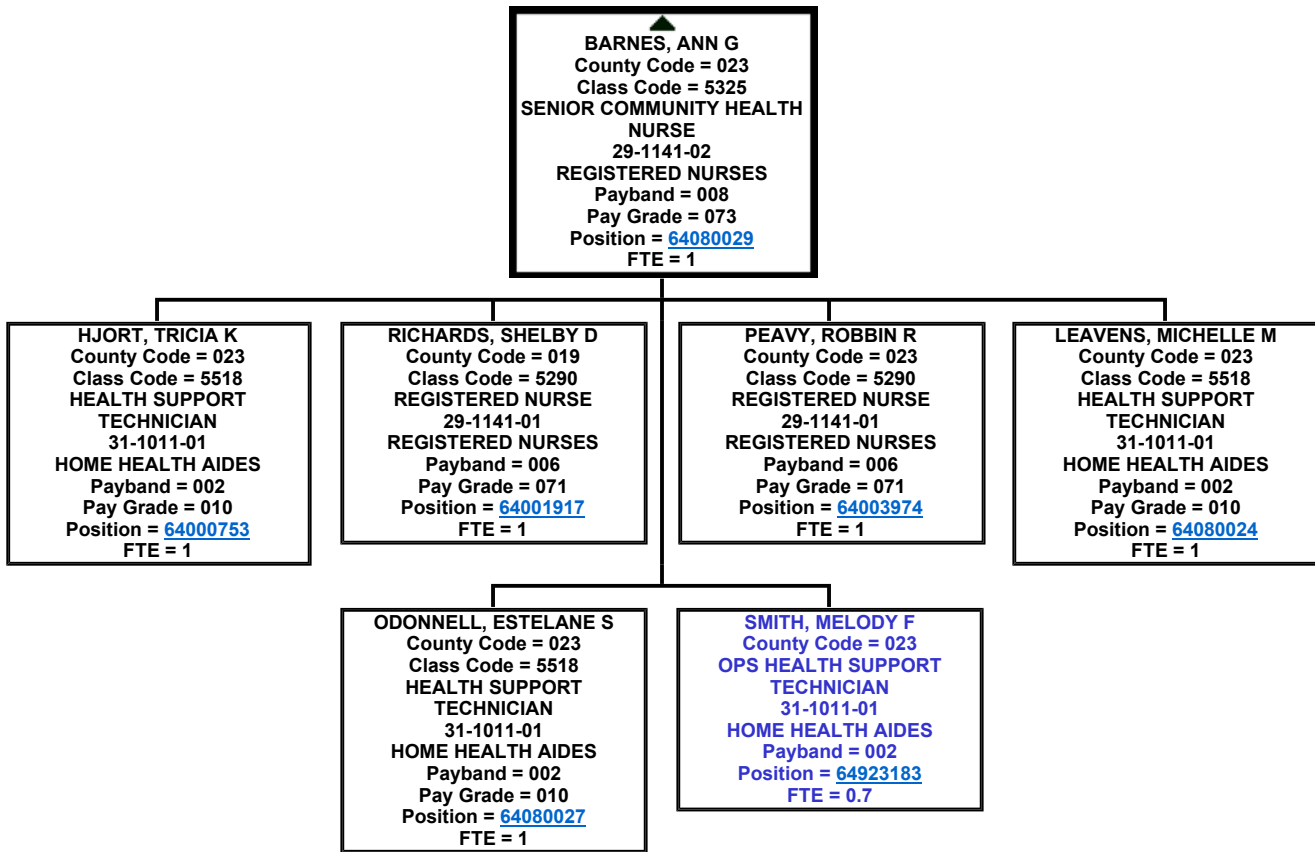 BARNES, ANN G
County Code = 023
Class Code = 5325
SENIOR COMMUNITY HEALTH
NURSE
29-1141-02
REGISTERED NURSES
Payband = 008
Pay Grade = 073
Position = 64080029
FTE = 1
HJORT, TRICIA K
County Code = 023
Class Code = 5518
HEALTH SUPPORT
TECHNICIAN
31-1011-01
HOME HEALTH AIDES
Payband = 002
Pay Grade = 010
Position = 64000753
FTE = 1
RICHARDS, SHELBY D
County Code = 019
Class Code = 5290
REGISTERED NURSE
29-1141-01
REGISTERED NURSES
Payband = 006
Pay Grade = 071
Position = 64001917
FTE = 1
PEAVY, ROBBIN R
County Code = 023
Class Code = 5290
REGISTERED NURSE
29-1141-01
REGISTERED NURSES
Payband = 006
Pay Grade = 071
Position = 64003974
FTE = 1
LEAVENS, MICHELLE M
County Code = 023
Class Code = 5518
HEALTH SUPPORT
TECHNICIAN
31-1011-01
HOME HEALTH AIDES
Payband = 002
Pay Grade = 010
Position = 64080024
FTE = 1
ODONNELL, ESTELANE S
County Code = 023
Class Code = 5518
HEALTH SUPPORT
TECHNICIAN
31-1011-01
HOME HEALTH AIDES
Payband = 002
Pay Grade = 010
Position = 64080027
FTE = 1
SMITH, MELODY F
County Code = 023
OPS HEALTH SUPPORT
TECHNICIAN
31-1011-01
HOME HEALTH AIDES
Payband = 002
Position = 64923183
FTE = 0.7